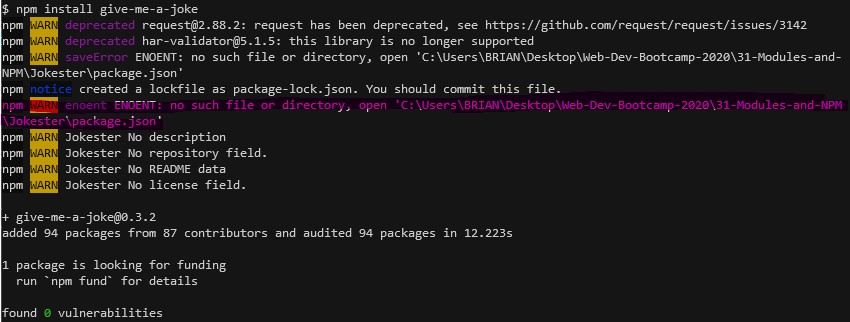 $ npm install give-me-a-joke
npm WARN deprecated request@2.88.2: request has been deprecated, see https://github.com/request/request/issues/3142
npm WARN deprecated har-validator@5.1.5: this library is no longer supported
npm WARN saveError ENOENT: no such file or directory, open 'C:\Users\BRIAN\Desktop\Web-Dev-Bootcamp-2020\31-Modules-and-
NPM\Jokester\package.json'
npm notice created a lockfile as package-lock.json. You should commit this file.
npm WARN enoent ENOENT: no such file or directory, open 'C:\Users\BRIAN\Desktop\Web-Dev-Bootcamp-2020\31-Modules-and-NPM
\Jokester\package.json'
npm WARN Jokester No description
npm WARN Jokester No repository field.
npm WARN Jokester No README data
npm WARN Jokester No license field.
+ give-me-a-joke@0.3.2
added 94 packages from 87 contributors and audited 94 packages in 12.223s
1 package is looking for funding
run `npm fund` for details
found 0 vulnerabilities